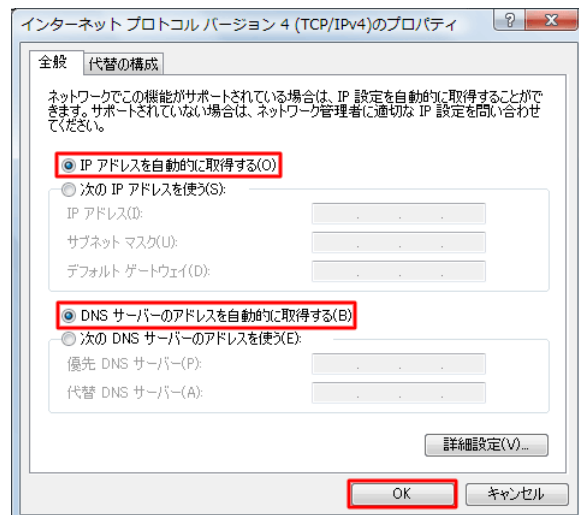 インターネット プロトコル バージョン 4 (TCP/IPv4)のプロパティ
全般
代替の構成
ネットワークでこの機能がサポートされている場合は、IP 設定を自動的に取得することがで
きます。サポートされていない場合は、ネットワーク管理者に適切な IP 設定を問い合わせ
てください。
IP アドレスを自動的に取得する(O)
次の IP アドレスを使う(S):
IP アドレス(I):
サブネット マスク(U):
デフォルト ゲートウェイ(D):
DNS サーバーのアドレスを自動的に取得する(B)
次の DNS サーバーのアドレスを使う(E):
優先 DNS サーバー(P):
代替 DNS サーバー(A):
詳細設定(V)...
OK
キャンセル